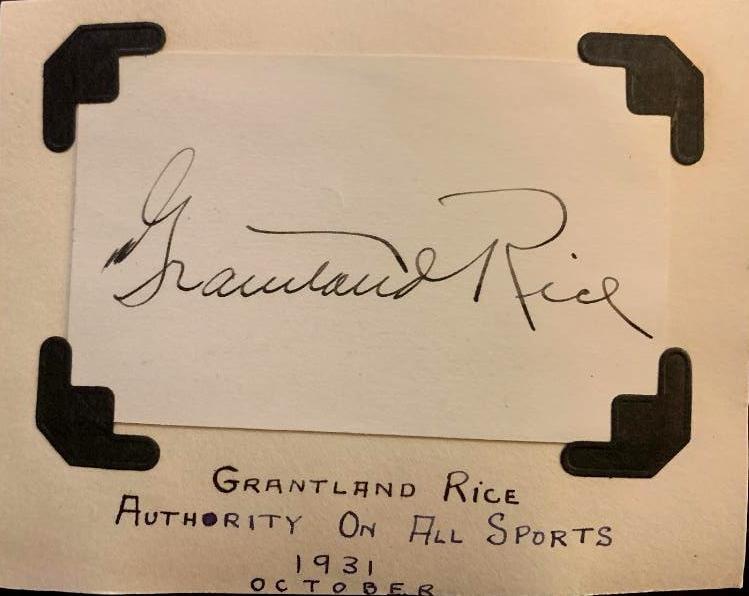 Grantland Rice
GRANTLAND RICE
AUTHORITY ON ALL SPORTS
1931
OCTOBER